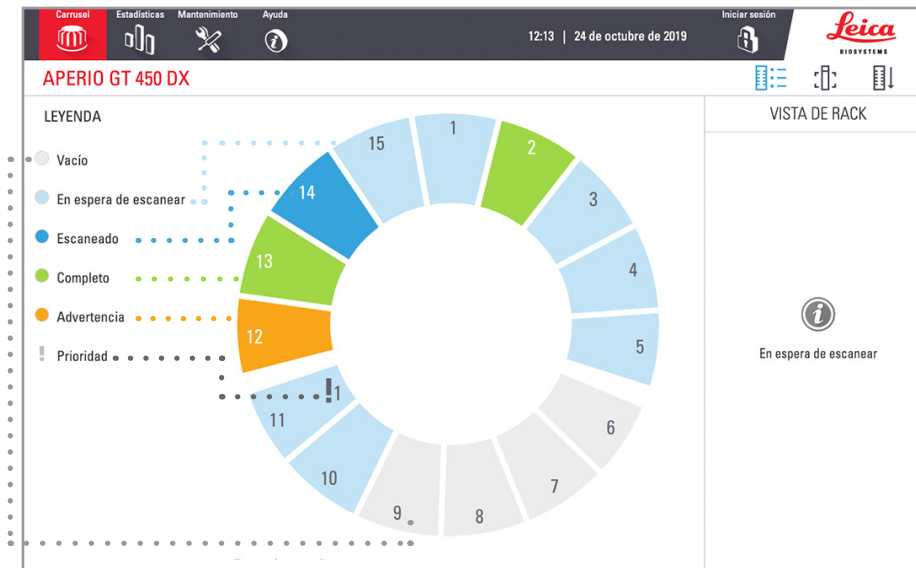 Carrusel
Estadísticas
Mantenimiento
Ayuda
12:13 | 24 de octubre de 2019
Iniciar sesión
Leica
BIOSYSTEMS
APERIO GT 450 DX
LEYENDA
VISTA DE RACK
Vacío
En espera de escanear
Escaneado
Completo
Advertencia
! Prioridad
1
2
3
4
5
6
7
8
9
10
11
!1
12
13
14
15
En espera de escanear